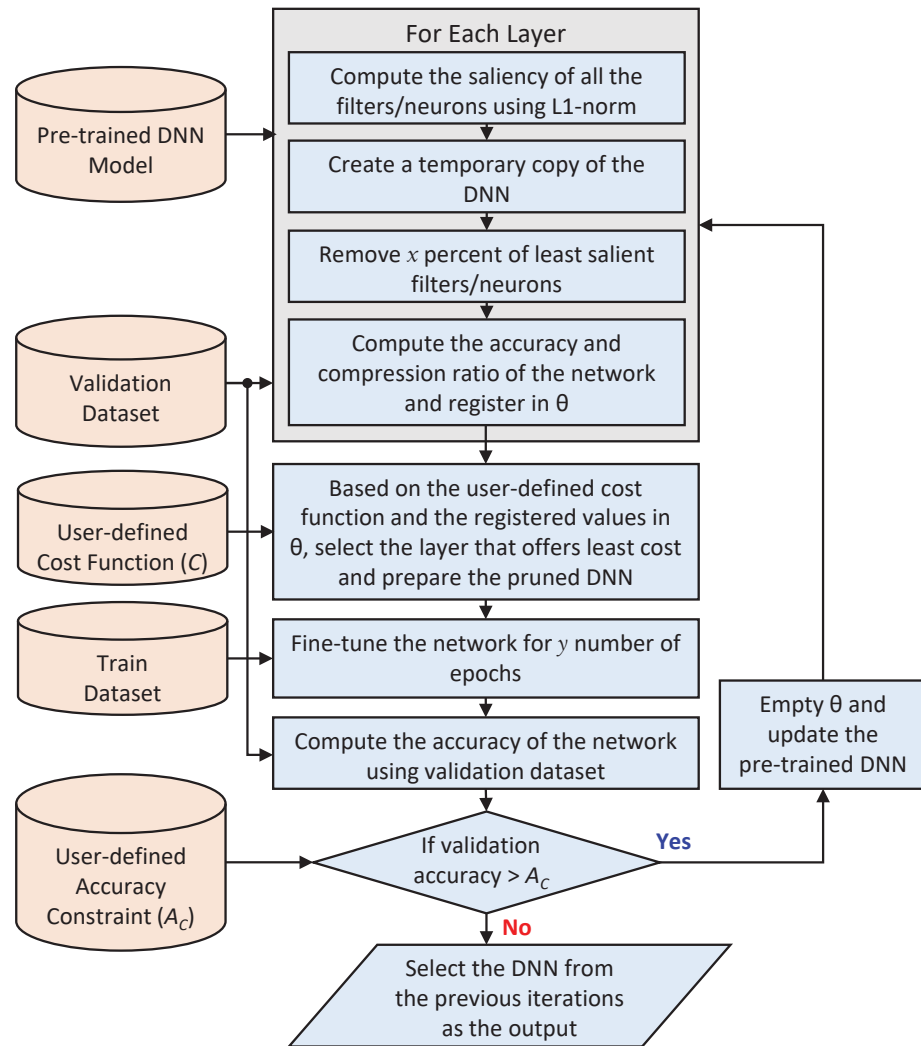 For Each Layer
Compute the saliency of all the
filters/neurons using L1-norm
Pre-trained DNN
Model
Create a temporary copy of the
DNN
Remove x percent of least salient
filters/neurons
Validation
Dataset
Compute the accuracy and
compression ratio of the network
and register in θ
User-defined
Cost Function (C)
Based on the user-defined cost
function and the registered values in
θ, select the layer that offers least cost
and prepare the pruned DNN
Train
Dataset
Fine-tune the network for y number of
epochs
Empty θ and
update the
pre-trained DNN
Compute the accuracy of the network
using validation dataset
User-defined
Accuracy
Constraint (A_C)
If validation
accuracy > A_C
Yes
No
Select the DNN from
the previous iterations
as the output